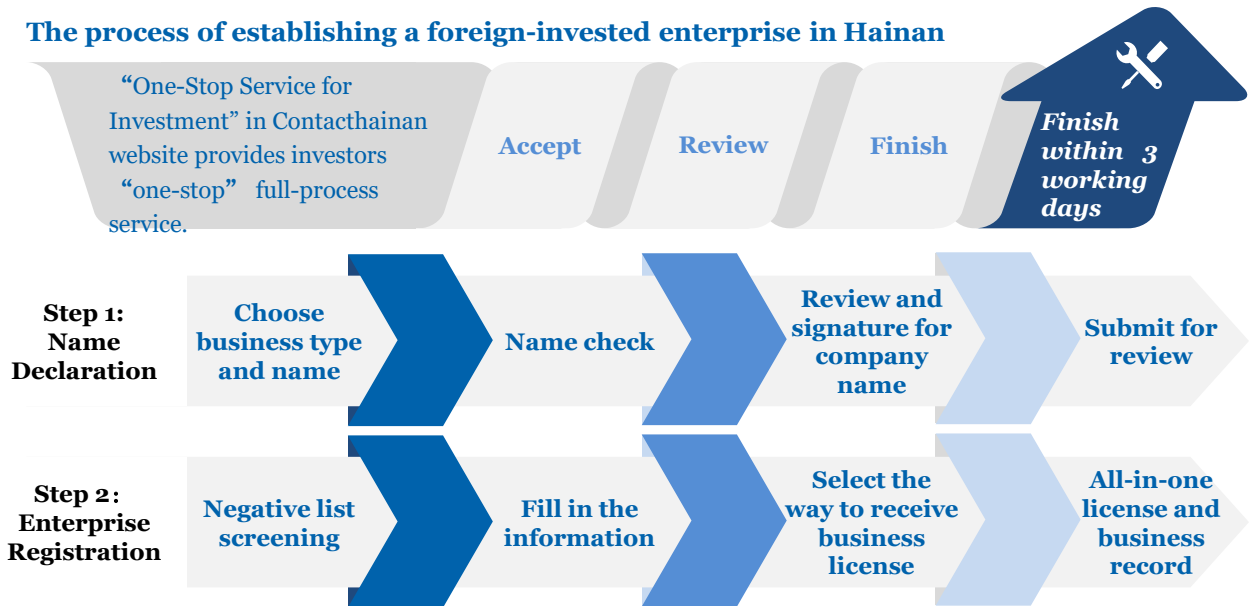 The process of establishing a foreign-invested enterprise in Hainan
“One-Stop Service for
Investment” in Contacthainan
website provides investors
“one-stop” full-process
service.
Accept
Review
Finish
Finish
within 3
working
days
Step 1:
Name
Declaration
Choose
business type
and name
Name check
Review and
signature for
company
name
Submit for
review
Step 2：
Enterprise
Registration
Negative list
screening
Fill in the
information
Select the
way to receive
business
license
All-in-one
license and
business
record